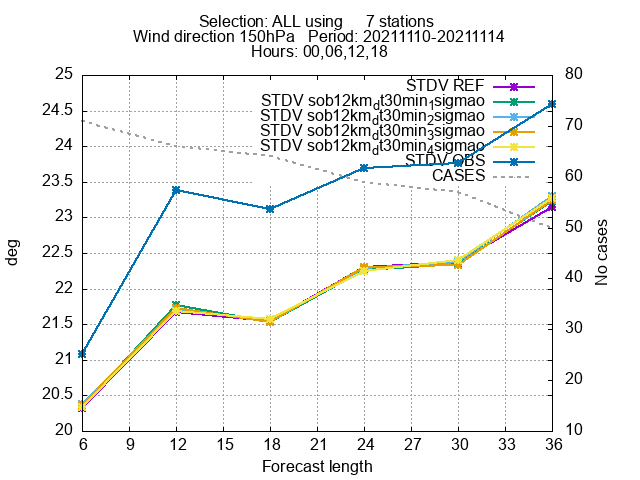 Selection: ALL using 7 stations
Wind direction 150hPa Period: 20211110-20211114
Hours: 00,06,12,18
STDV REF
STDV sob12km_dt30min_1sigmao
STDV sob12km_dt30min_2sigmao
STDV sob12km_dt30min_3sigmao
STDV sob12km_dt30min_4sigmao
STDV OBS
CASES
25
24.5
24
23.5
23
22.5
22
21.5
21
20.5
20
deg
80
70
60
50
40
30
20
10
No cases
6 9 12 15 18 21 24 27 30 33 36
Forecast length